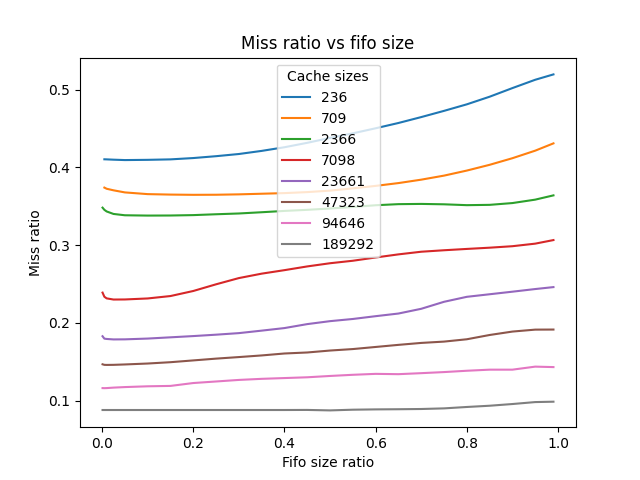 Miss ratio vs fifo size
Cache sizes
236
709
2366
7098
23661
47323
94646
189292
Miss ratio
0.5
0.4
0.3
0.2
0.1
0.0 0.2 0.4 0.6 0.8 1.0
Fifo size ratio